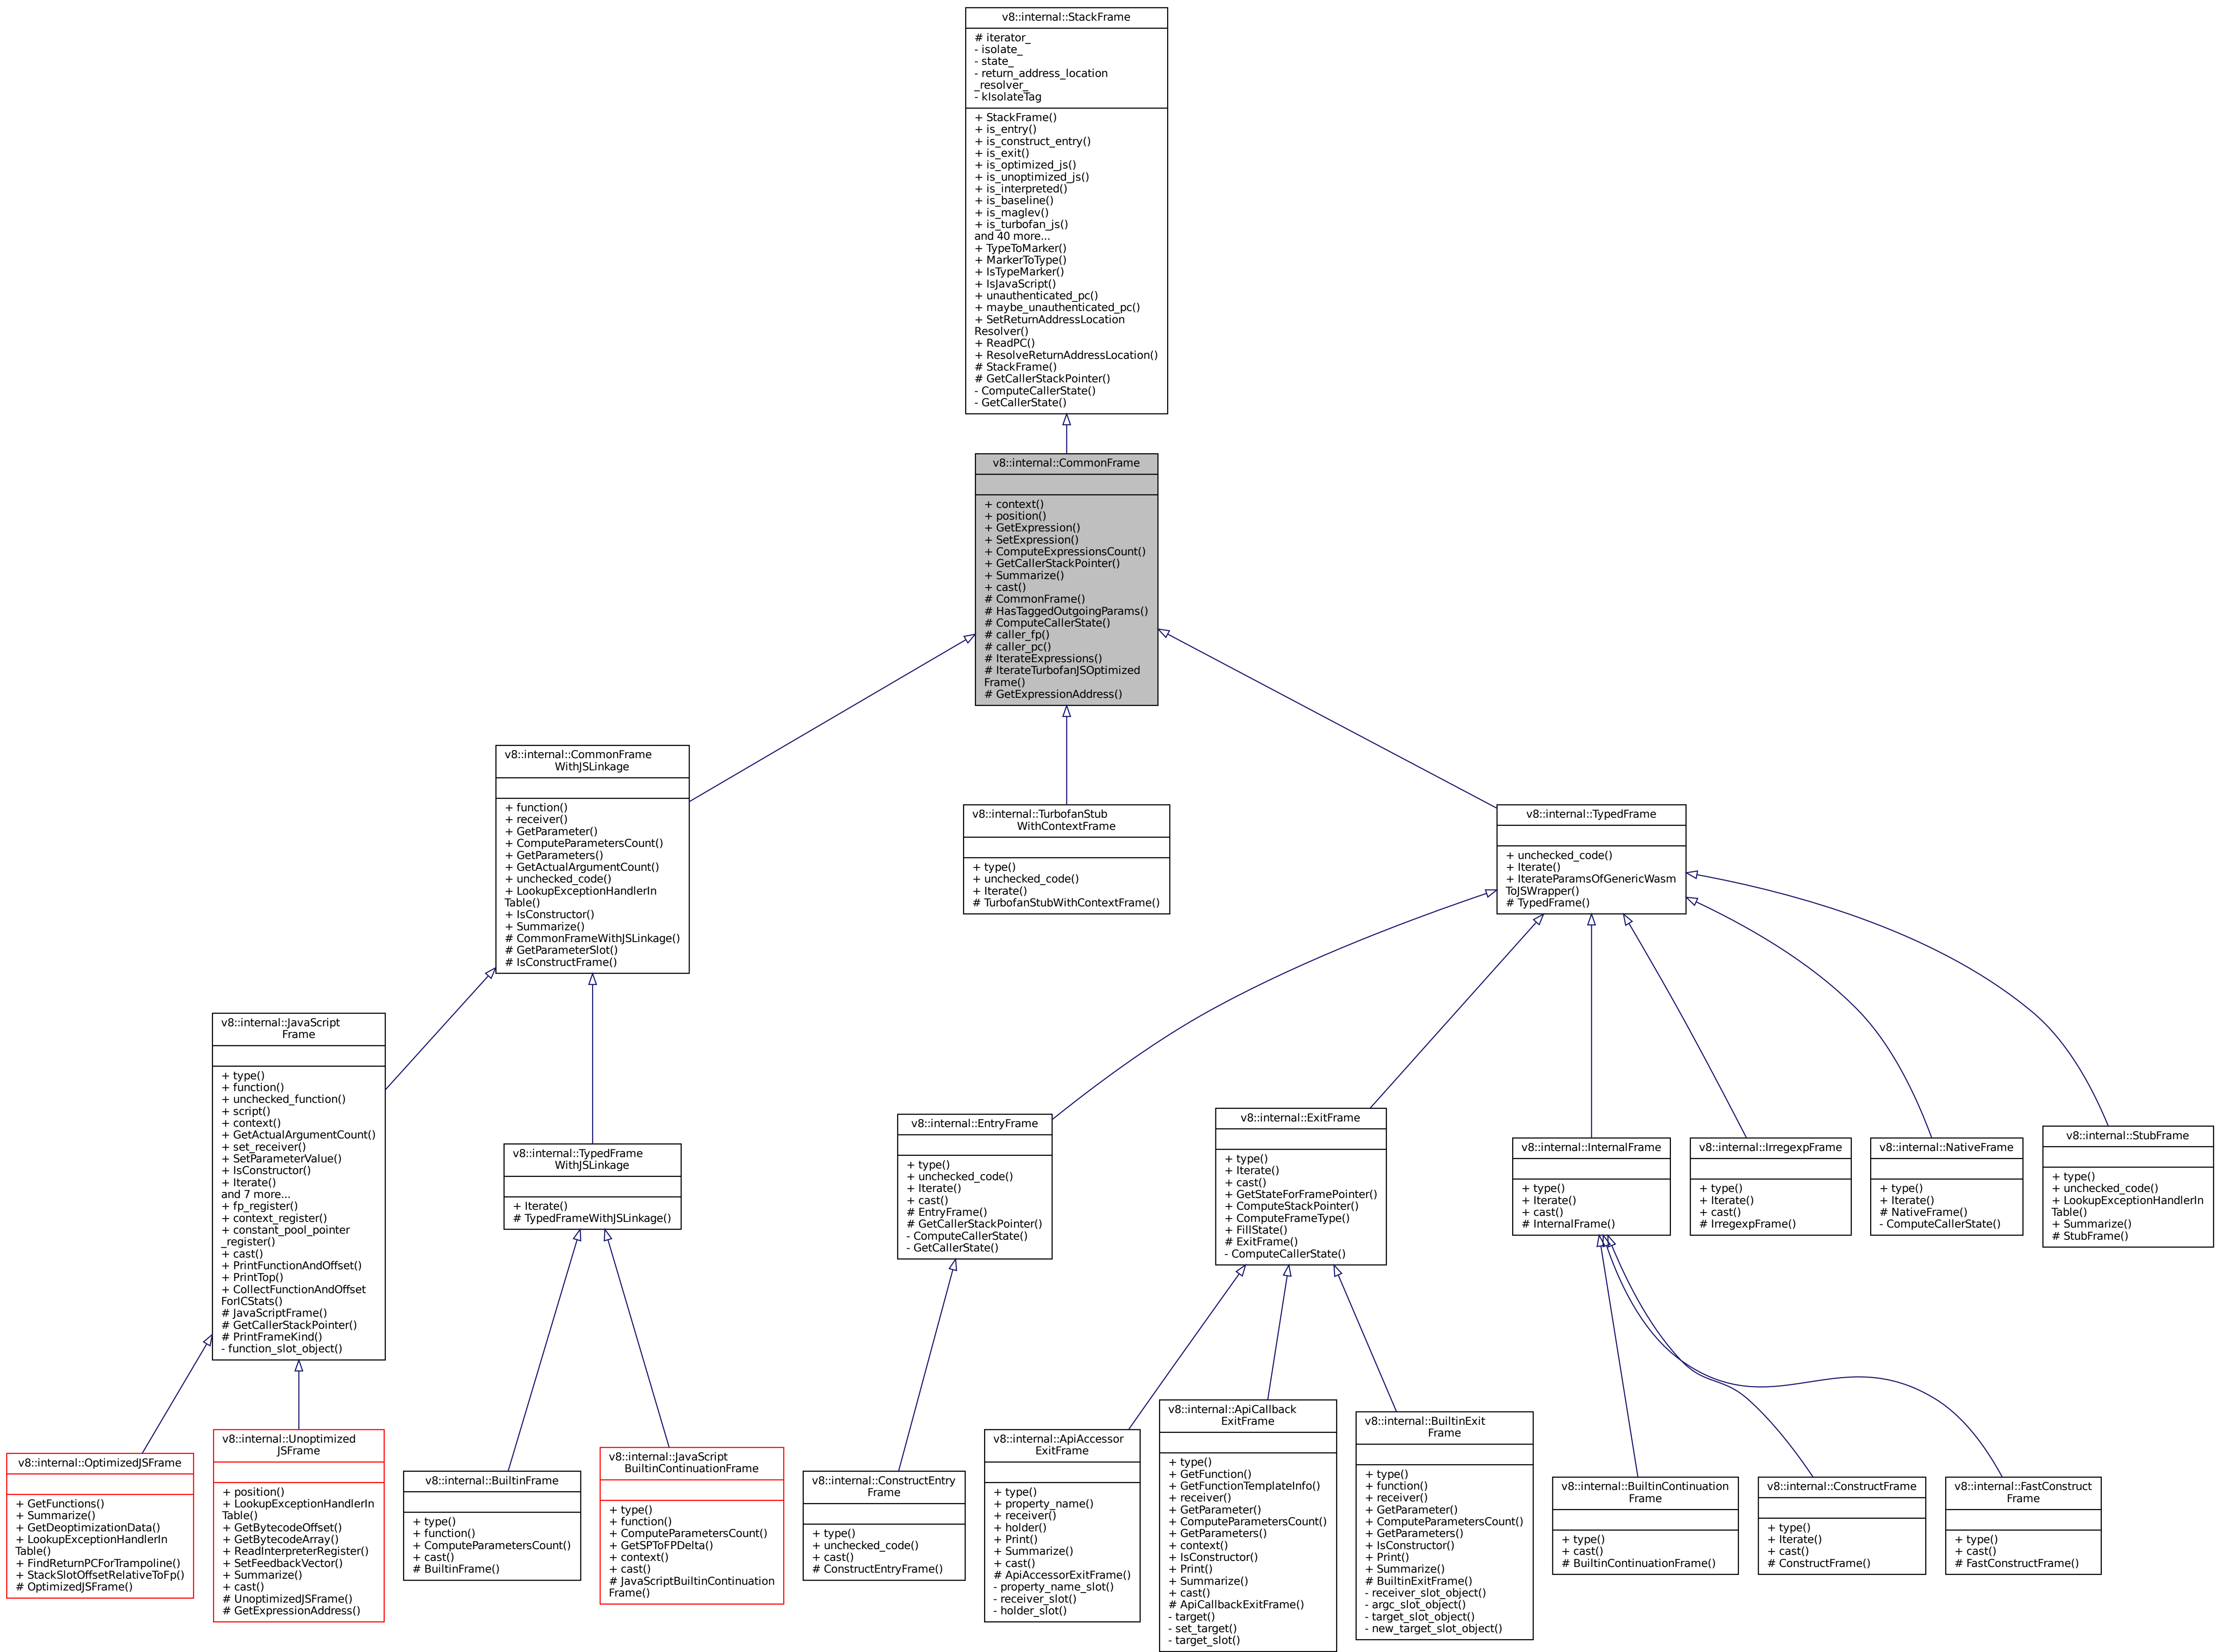 v8::internal::StackFrame
# iterator_
- isolate_
- state_
- return_address_location
_resolver_
- kIsolateTag
+ StackFrame()
+ is_entry()
+ is_construct_entry()
+ is_exit()
+ is_optimized_js()
+ is_unoptimized_js()
+ is_interpreted()
+ is_baseline()
+ is_maglev()
+ is_turbofan_js()
and 40 more...
+ TypeToMarker()
+ MarkerToType()
+ IsTypeMarker()
+ IsJavaScript()
+ unauthenticated_pc()
+ maybe_unauthenticated_pc()
+ SetReturnAddressLocation
Resolver()
+ ReadPC()
+ ResolveReturnAddressLocation()
# StackFrame()
# GetCallerStackPointer()
- ComputeCallerState()
- GetCallerState()
v8::internal::CommonFrame
+ context()
+ position()
+ GetExpression()
+ SetExpression()
+ ComputeExpressionsCount()
+ GetCallerStackPointer()
+ Summarize()
+ cast()
# CommonFrame()
# HasTaggedOutgoingParams()
# ComputeCallerState()
# caller_fp()
# caller_pc()
# IterateExpressions()
# IterateTurbofanJSOptimized
Frame()
# GetExpressionAddress()
v8::internal::CommonFrame
WithJSLinkage
+ function()
+ receiver()
+ GetParameter()
+ ComputeParametersCount()
+ GetParameters()
+ GetActualArgumentCount()
+ unchecked_code()
+ LookupExceptionHandlerIn
Table()
+ IsConstructor()
+ Summarize()
# CommonFrameWithJSLinkage()
# GetParameterSlot()
# IsConstructFrame()
v8::internal::TurbofanStub
WithContextFrame
+ type()
+ unchecked_code()
+ Iterate()
# TurbofanStubWithContextFrame()
v8::internal::TypedFrame
+ unchecked_code()
+ Iterate()
+ IterateParamsOfGenericWasm
ToJSWrapper()
# TypedFrame()
v8::internal::JavaScript
Frame
+ type()
+ function()
+ unchecked_function()
+ script()
+ context()
+ GetActualArgumentCount()
+ set_receiver()
+ SetParameterValue()
+ IsConstructor()
+ Iterate()
and 7 more...
+ fp_register()
+ context_register()
+ constant_pool_pointer
_register()
+ cast()
+ PrintFunctionAndOffset()
+ PrintTop()
+ CollectFunctionAndOffset
ForICStats()
# JavaScriptFrame()
# GetCallerStackPointer()
# PrintFrameKind()
- function_slot_object()
v8::internal::TypedFrame
WithJSLinkage
+ Iterate()
# TypedFrameWithJSLinkage()
v8::internal::EntryFrame
+ type()
+ unchecked_code()
+ Iterate()
+ cast()
# EntryFrame()
# GetCallerStackPointer()
- ComputeCallerState()
- GetCallerState()
v8::internal::ExitFrame
+ type()
+ Iterate()
+ cast()
+ GetStateForFramePointer()
+ ComputeStackPointer()
+ ComputeFrameType()
+ FillState()
# ExitFrame()
- ComputeCallerState()
v8::internal::InternalFrame
+ type()
+ Iterate()
+ cast()
# InternalFrame()
v8::internal::IrregexpFrame
+ type()
+ Iterate()
+ cast()
# IrregexpFrame()
v8::internal::NativeFrame
+ type()
+ Iterate()
# NativeFrame()
- ComputeCallerState()
v8::internal::StubFrame
+ type()
+ unchecked_code()
+ LookupExceptionHandlerIn
Table()
+ Summarize()
# StubFrame()
v8::internal::OptimizedJSFrame
+ GetFunctions()
+ Summarize()
+ GetDeoptimizationData()
+ LookupExceptionHandlerIn
Table()
+ FindReturnPCForTrampoline()
+ StackSlotOffsetRelativeToFp()
# OptimizedJSFrame()
v8::internal::Unoptimized
JSFrame
+ position()
+ LookupExceptionHandlerIn
Table()
+ GetBytecodeOffset()
+ GetBytecodeArray()
+ ReadInterpreterRegister()
+ SetFeedbackVector()
+ Summarize()
+ cast()
# UnoptimizedJSFrame()
# GetExpressionAddress()
v8::internal::BuiltinFrame
+ type()
+ function()
+ ComputeParametersCount()
+ cast()
# BuiltinFrame()
v8::internal::JavaScript
BuiltinContinuationFrame
+ type()
+ function()
+ ComputeParametersCount()
+ GetSPToFPDelta()
+ context()
+ cast()
# JavaScriptBuiltinContinuation
Frame()
v8::internal::ConstructEntry
Frame
+ type()
+ unchecked_code()
+ cast()
# ConstructEntryFrame()
v8::internal::ApiAccessor
ExitFrame
+ type()
+ property_name()
+ receiver()
+ holder()
+ Print()
+ Summarize()
+ cast()
# ApiAccessorExitFrame()
- property_name_slot()
- receiver_slot()
- holder_slot()
v8::internal::ApiCallback
ExitFrame
+ type()
+ GetFunction()
+ GetFunctionTemplateInfo()
+ receiver()
+ GetParameter()
+ ComputeParametersCount()
+ GetParameters()
+ context()
+ IsConstructor()
+ Print()
+ Summarize()
+ cast()
# ApiCallbackExitFrame()
- target()
- set_target()
- target_slot()
v8::internal::BuiltinExit
Frame
+ type()
+ function()
+ receiver()
+ GetParameter()
+ ComputeParametersCount()
+ GetParameters()
+ IsConstructor()
+ Print()
+ Summarize()
# BuiltinExitFrame()
- receiver_slot_object()
- argc_slot_object()
- target_slot_object()
- new_target_slot_object()
v8::internal::BuiltinContinuation
Frame
+ type()
+ cast()
# BuiltinContinuationFrame()
v8::internal::ConstructFrame
+ type()
+ Iterate()
+ cast()
# ConstructFrame()
v8::internal::FastConstruct
Frame
+ type()
+ cast()
# FastConstructFrame()